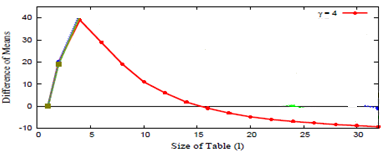 γ = 4
Difference of Means
40
30
20
10
0
-10
0 5 10 15 20 25 30
Size of Table (l)